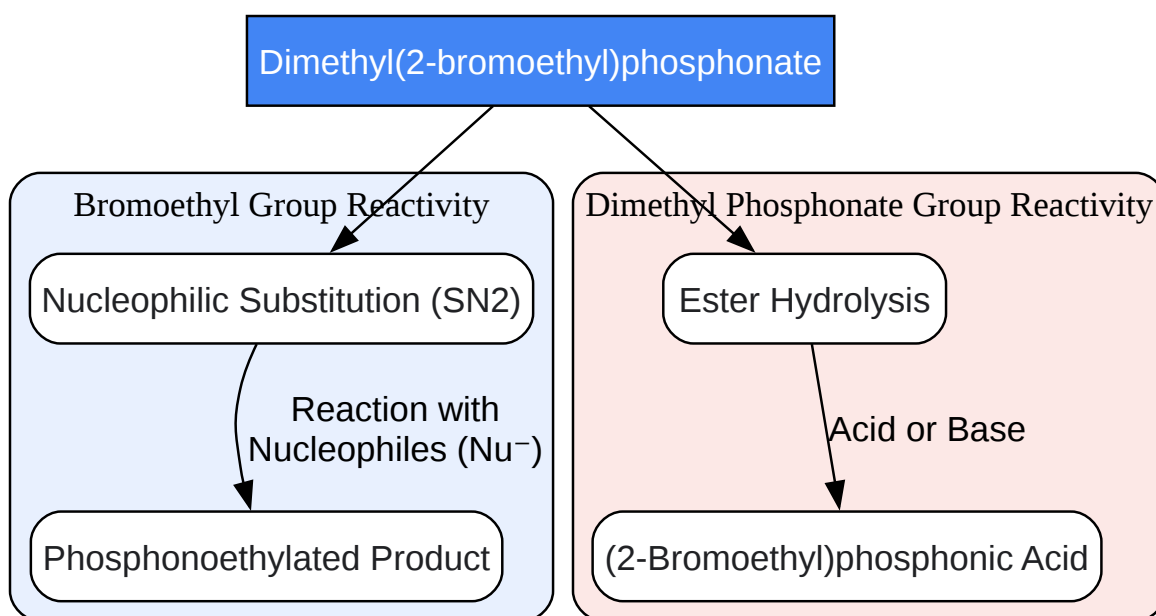 Dimethyl(2-bromoethyl)phosphonate
Bromoethyl Group Reactivity
Nucleophilic Substitution (SN2)
Reaction with
Nucleophiles (Nu⁻)
Phosphonoethylated Product
Dimethyl Phosphonate Group Reactivity
Ester Hydrolysis
Acid or Base
(2-Bromoethyl)phosphonic Acid